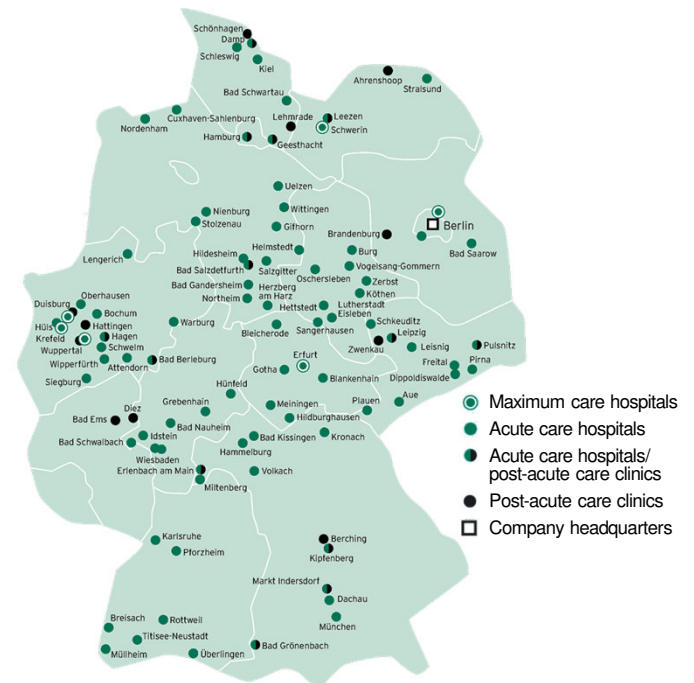 Schönhagen
Damp
Schleswig
Kiel
Ahrenshoop
Stralsund
Bad Schwartau
Cuxhaven-Sahlenburg
Nordenham
Lehmrade
Leezen
Schwerin
Hamburg
Geesthacht
Uelzen
Nienburg
Wittingen
Stolzenau
Gifhorn
Brandenburg
Berlin
Bad Saarow
Lengerich
Hildesheim
Helmstedt
Burg
Bad Salzdetfurth
Salzgitter
Vogelsang-Gommern
Oschersleben
Bad Gandersheim
Herzberg
am Harz
Zerbst
Northeim
Köthen
Duisburg
Oberhausen
Hettstedt
Lutherstadt
Eisleben
Bochum
Hüls
Hattingen
Warburg
Bleicherode
Sangerhausen
Schkeuditz
Krefeld
Hagen
Leipzig
Wuppertal
Schwelm
Zwenkau
Leisnig
Pulsnitz
Wipperfürth
Attendorn
Bad Berleburg
Erfurt
Freital
Pirna
Gotha
Siegburg
Blankenhain
Dippoldiswalde
Hünfeld
Aue
Plauen
Grebenhain
Meiningen
Hildburghausen
Diez
Bad Ems
Bad Nauheim
Kronach
Idstein
Bad Kissingen
Bad Schwalbach
Hammelburg
Wiesbaden
Erlenbach am Main
Volkach
Miltenberg
Karlsruhe
Pforzheim
Berching
Kipfenberg
Markt Indersdorf
Dachau
München
Breisach
Rottweil
Titisee-Neustadt
Müllheim
Überlingen
Bad Grönenbach
Maximum care hospitals
Acute care hospitals
Acute care hospitals/
post-acute care clinics
Post-acute care clinics
Company headquarters